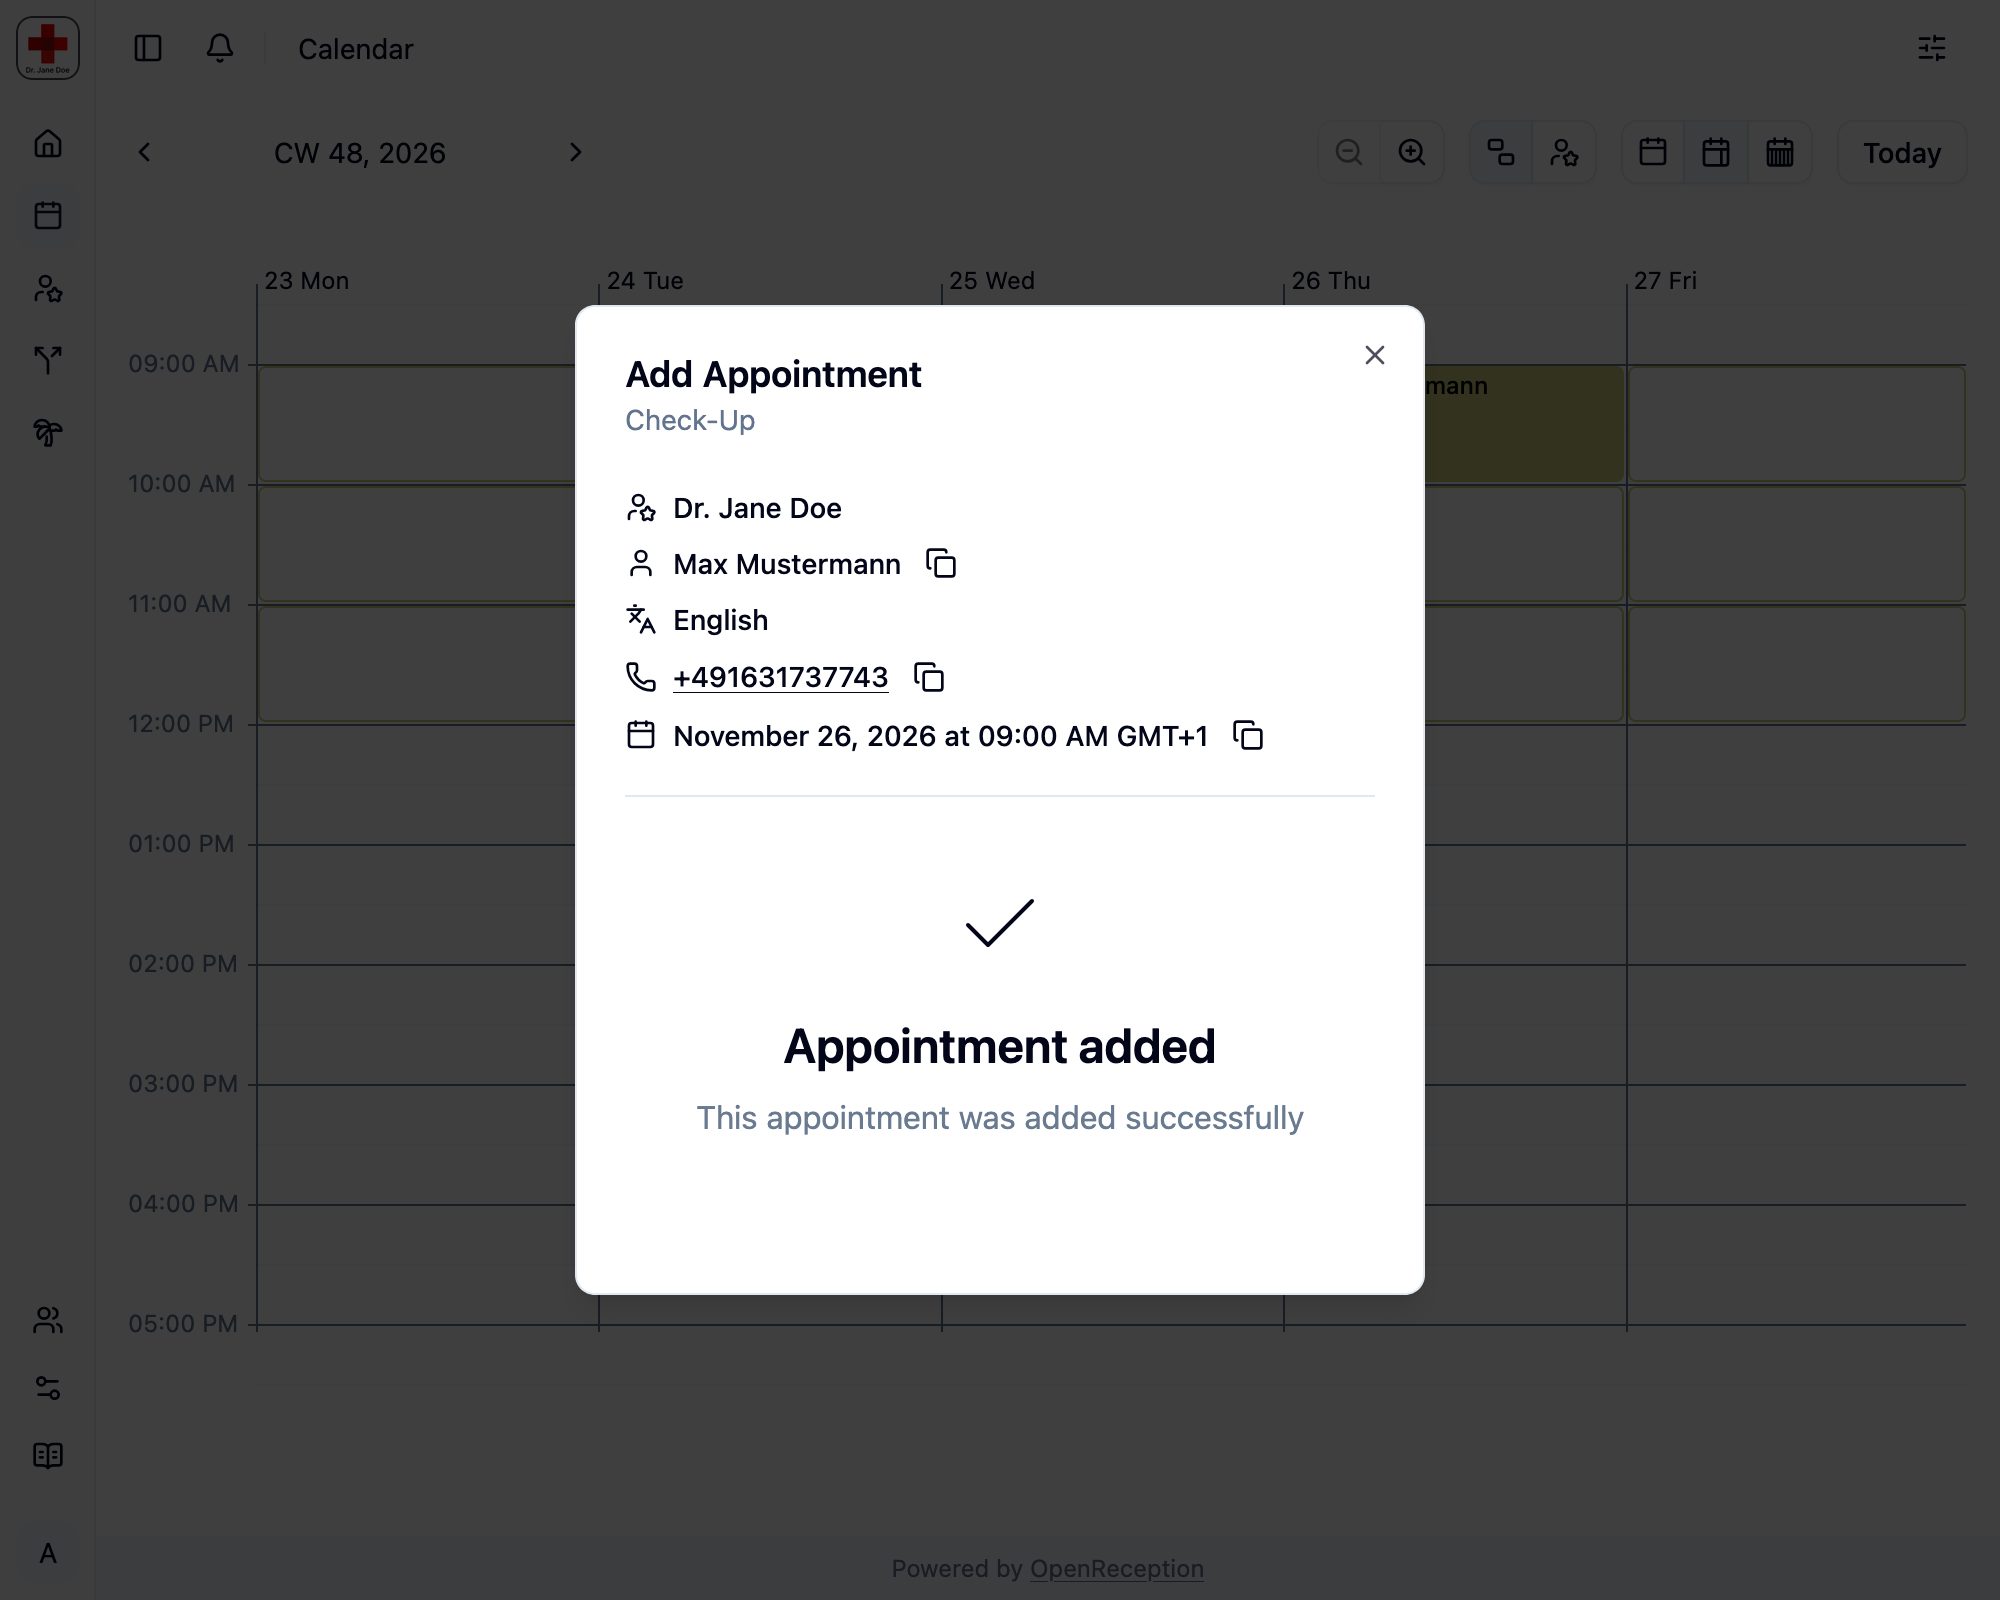 Dr. Jane Doe
Calendar
CW 48, 2026
Today
23 Mon
24 Tue
25 Wed
26 Thu
27 Fri
09:00 AM
10:00 AM
11:00 AM
12:00 PM
01:00 PM
02:00 PM
03:00 PM
04:00 PM
05:00 PM
mann
Add Appointment
Check-Up
Dr. Jane Doe
Max Mustermann
English
+491631737743
November 26, 2026 at 09:00 AM GMT+1
Appointment added
This appointment was added successfully
A
Powered by OpenReception